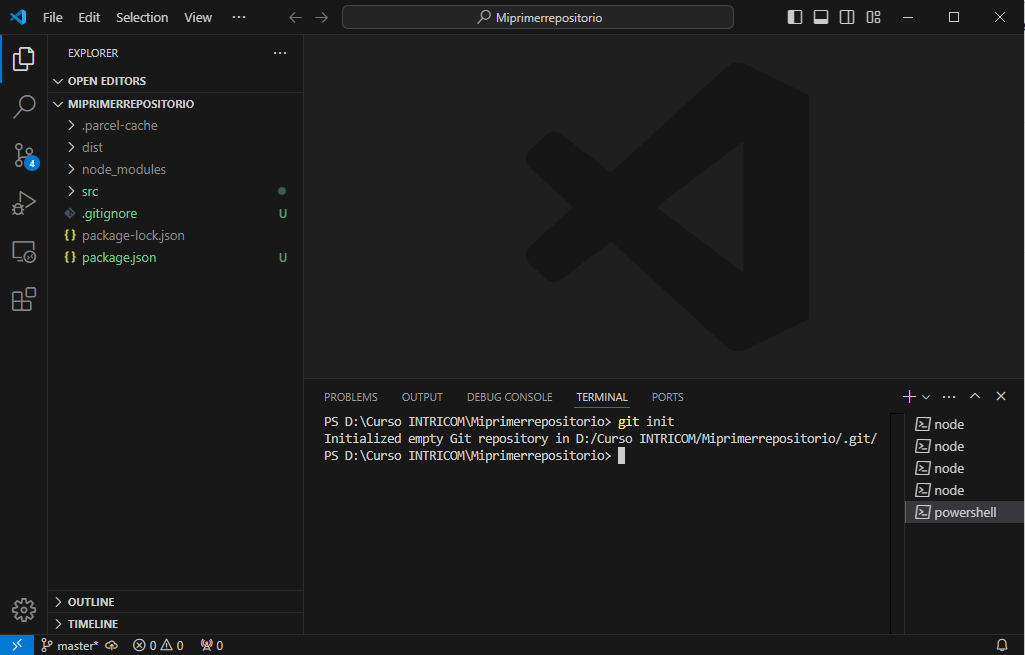 File Edit Selection View ··· Miprimerrepositorio
EXPLORER ···
OPEN EDITORS
MIPRIMERREPOSITORIO
.parcel-cache
dist
node_modules
src
.gitignore U
{} package-lock.json
{} package.json U
4
OUTLINE
TIMELINE
PROBLEMS OUTPUT DEBUG CONSOLE TERMINAL PORTS
PS D:\Curso INTRICOM\Miprimerrepositorio> git init
Initialized empty Git repository in D:/Curso INTRICOM/Miprimerrepositorio/.git/
PS D:\Curso INTRICOM\Miprimerrepositorio>
node
node
node
node
powershell
master* 0 0 0